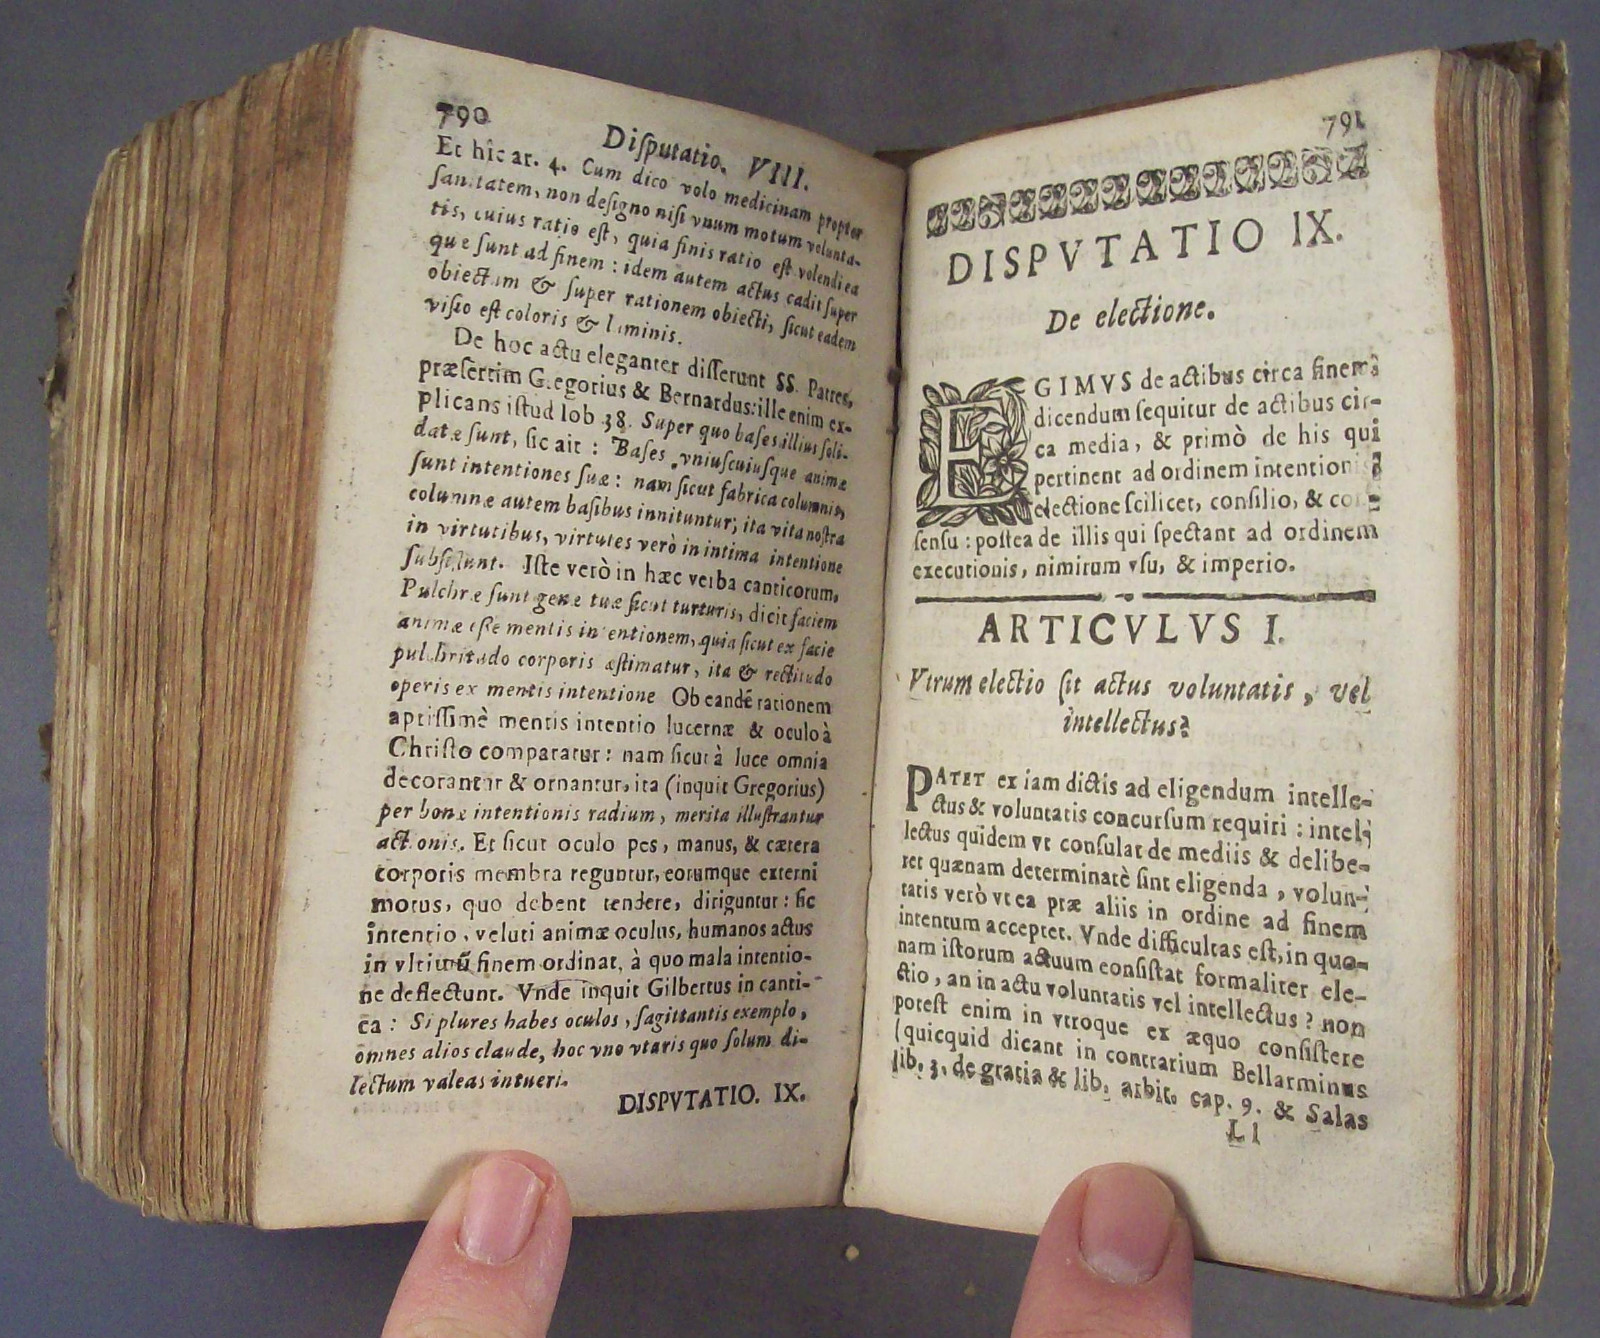 790
Diſputatio. VIII.
Et hîc ar. 4. Cum dico volo medicinam propter
ſanitatem, non deſigno niſi vnum motum volunta-
tis, cuius ratio eſt, quia finis ratio eſt volendi ea
que ſunt ad finem : idem autem actus cadit ſuper
obiectum & ſuper rationem obiecti, ſicut eadem
viſio eſt coloris & luminis.
De hoc actu eleganter diſſerunt SS. Patres,
præſertim Gregorius & Bernardus: ille enim ex-
plicans iſtud Iob 38. Super quo baſes illius ſoli-
datæ ſunt, ſic ait : Baſes vniuſcuiuſque animæ
ſunt intentiones ſuæ : nam ſicut fabrica columnis,
columnæ autem baſibus innituntur, ita vita noſtra
in virtutibus, virtutes verò in intima intentione
ſubſiſtunt. Iſte verò in hæc verba canticorum,
Pulchræ ſunt genæ tuæ ſicut turturis, dicit faciem
animæ eſſe mentis intentionem, quia ſicut ex facie
pulchritudo corporis æſtimatur, ita & rectitudo
operis ex mentis intentione Ob eandē rationem
aptiſſimè mentis intentio lucernæ & oculo à
Chriſto comparatur : nam ſicut à luce omnia
decorantur & ornantur, ita (inquit Gregorius)
per bonæ intentionis radium, merita illuſtrantur
actionis. Et ſicut oculo pes, manus, & cætera
corporis membra reguntur, eorumque externi
motus, quo debent tendere, diriguntur : ſic
intentio, veluti animæ oculus, humanos actus
in vltimū finem ordinat, à quo mala intentio-
ne deflectunt. Vnde inquit Gilbertus in canti-
ca : Si plures habes oculos, ſagittantis exemplo,
omnes alios claude, hoc vno vtaris quo ſolum di-
lectum valeas intueri.
DISPVTATIO. IX.
791
DISPVTATIO IX.
De electione.
EGIMVS de actibus circa finem:
dicendum ſequitur de actibus cir-
ca media, & primò de his qui
pertinent ad ordinem intentionis
electione ſcilicet, conſilio, & con-
ſenſu : poſtea de illis qui ſpectant ad ordinem
executionis, nimirum vſu, & imperio.
ARTICVLVS I.
Vtrum electio ſit actus voluntatis, vel
intellectus?
PATET ex iam dictis ad eligendum intelle-
ctus & voluntatis concurſum requiri : intel-
lectus quidem vt conſulat de mediis & delibe-
ret quænam determinatè ſint eligenda, volun-
tatis verò vt ea præ aliis in ordine ad finem
intentum acceptet. Vnde difficultas eſt, in quo-
nam iſtorum actuum conſiſtat formaliter ele-
ctio, an in actu voluntatis vel intellectus ? non
poteſt enim in vtroque ex æquo conſiſtere
(quicquid dicant in contrarium Bellarminus
lib. 3. de gratia & lib. arbit. cap. 9. & Salas
Ll